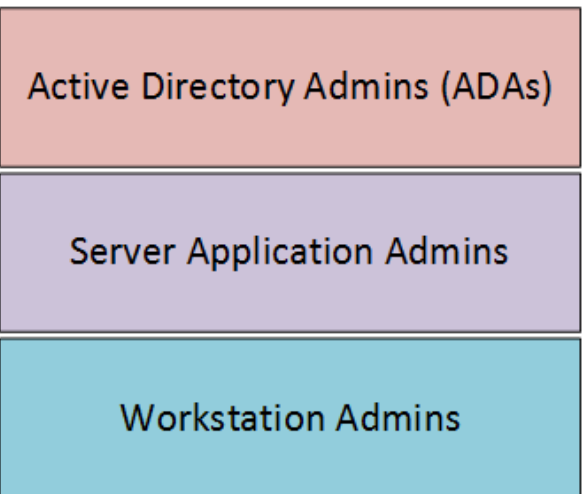 Active Directory Admins (ADAs)
Server Application Admins
Workstation Admins